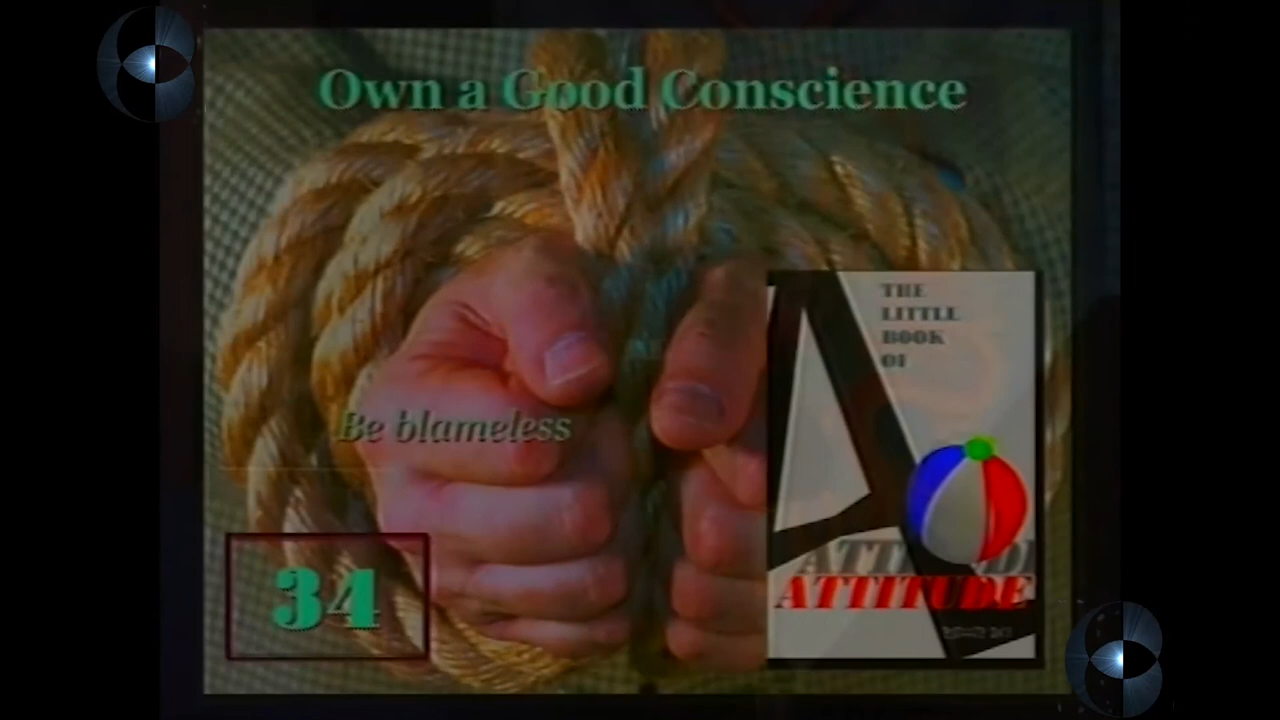 Own a Good Conscience
THE
LITTLE
BOOK
OF
Be blameless
ATTITUDE
34